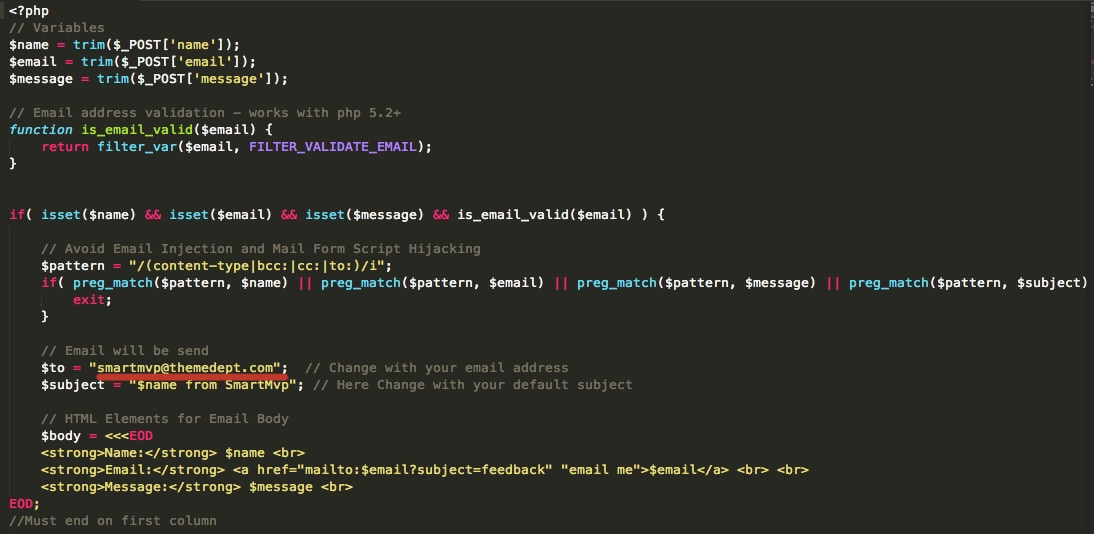 <?php
// Variables
$name = trim($_POST['name']);
$email = trim($_POST['email']);
$message = trim($_POST['message']);
// Email address validation - works with php 5.2+
function is_email_valid($email) {
return filter_var($email, FILTER_VALIDATE_EMAIL);
}
if( isset($name) && isset($email) && isset($message) && is_email_valid($email) ) {
// Avoid Email Injection and Mail Form Script Hijacking
$pattern = "/(content-type|bcc:|cc:|to:)/i";
if( preg_match($pattern, $name) || preg_match($pattern, $email) || preg_match($pattern, $message) || preg_match($pattern, $subject)
exit;
}
// Email will be send
$to = "smartmvp@themedept.com"; // Change with your email address
$subject = "$name from SmartMvp"; // Here Change with your default subject
// HTML Elements for Email Body
$body = <<<EOD
<strong>Name:</strong> $name <br>
<strong>Email:</strong> <a href="mailto:$email?subject=feedback" "email me">$email</a> <br> <br>
<strong>Message:</strong> $message <br>
EOD;
//Must end on first column